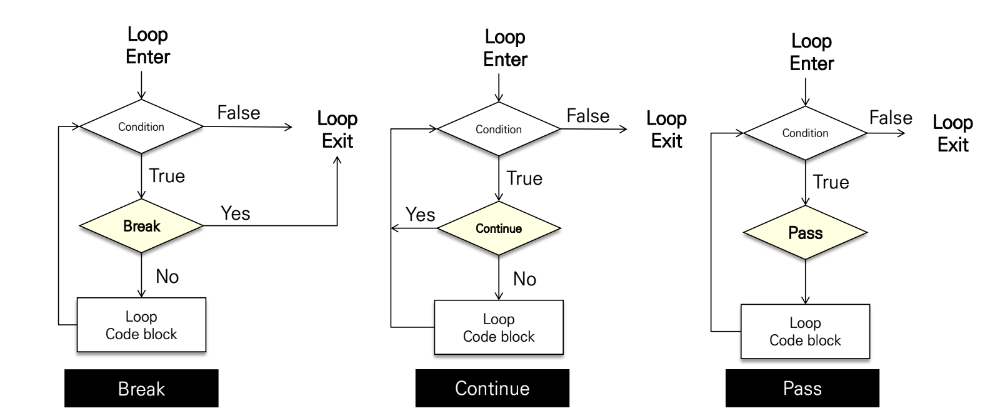 Loop
Enter
Condition
False
Loop
Exit
True
Break
Yes
No
Loop
Code block
Break
Loop
Enter
Condition
False
Loop
Exit
True
Yes
Continue
No
Loop
Code block
Continue
Loop
Enter
Condition
False
Loop
Exit
True
Pass
Loop
Code block
Pass